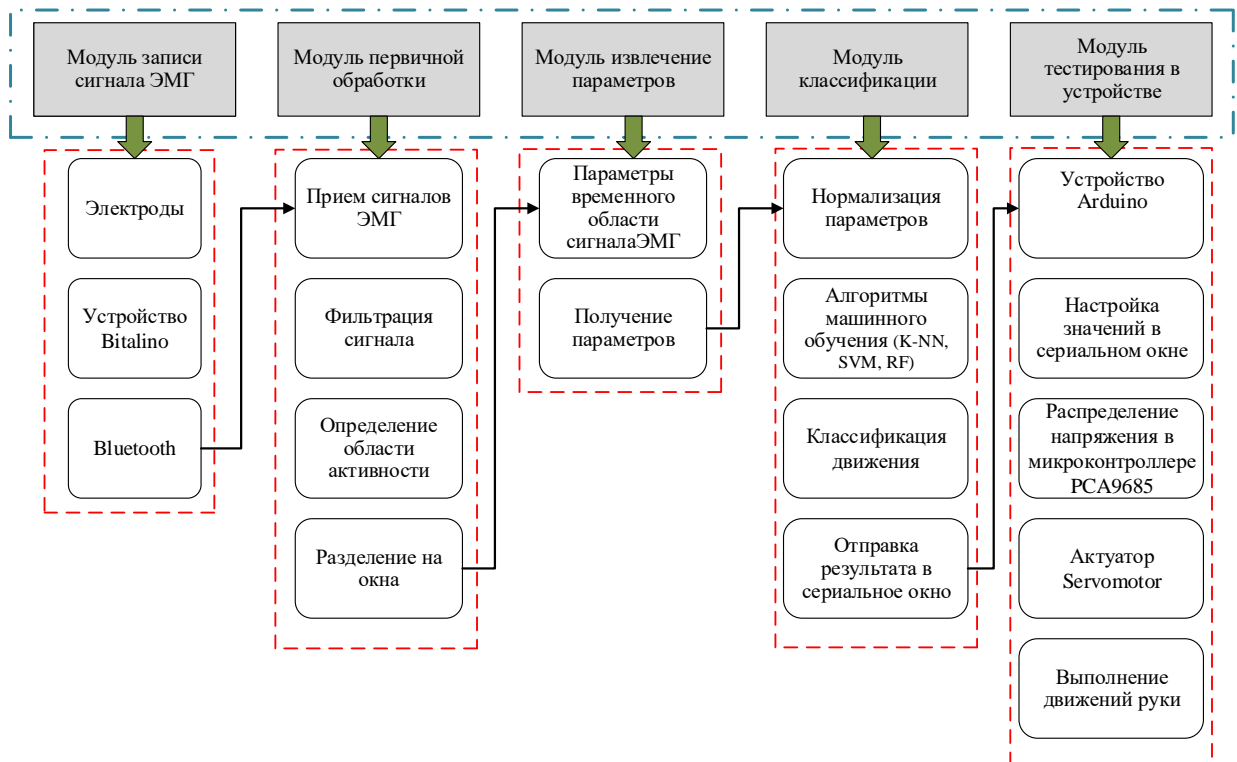 Модуль записи
сигнала ЭМГ
Модуль первичной
обработки
Модуль извлечение
параметров
Модуль
классификации
Модуль
тестирования в
устройстве
Электроды
Устройство
Bitalino
Bluetooth
Прием сигналов
ЭМГ
Фильтрация
сигнала
Определение
области
активности
Разделение на
окна
Параметры
временного
области
сигналаЭМГ
Получение
параметров
Нормализация
параметров
Алгоритмы
машинного
обучения (K-NN,
SVM, RF)
Классификация
движения
Отправка
результата в
сериальное окно
Устройство
Arduino
Настройка
значений в
сериальном окне
Распределение
напряжения в
микроконтроллере
PCA9685
Актуатор
Servomotor
Выполнение
движений руки